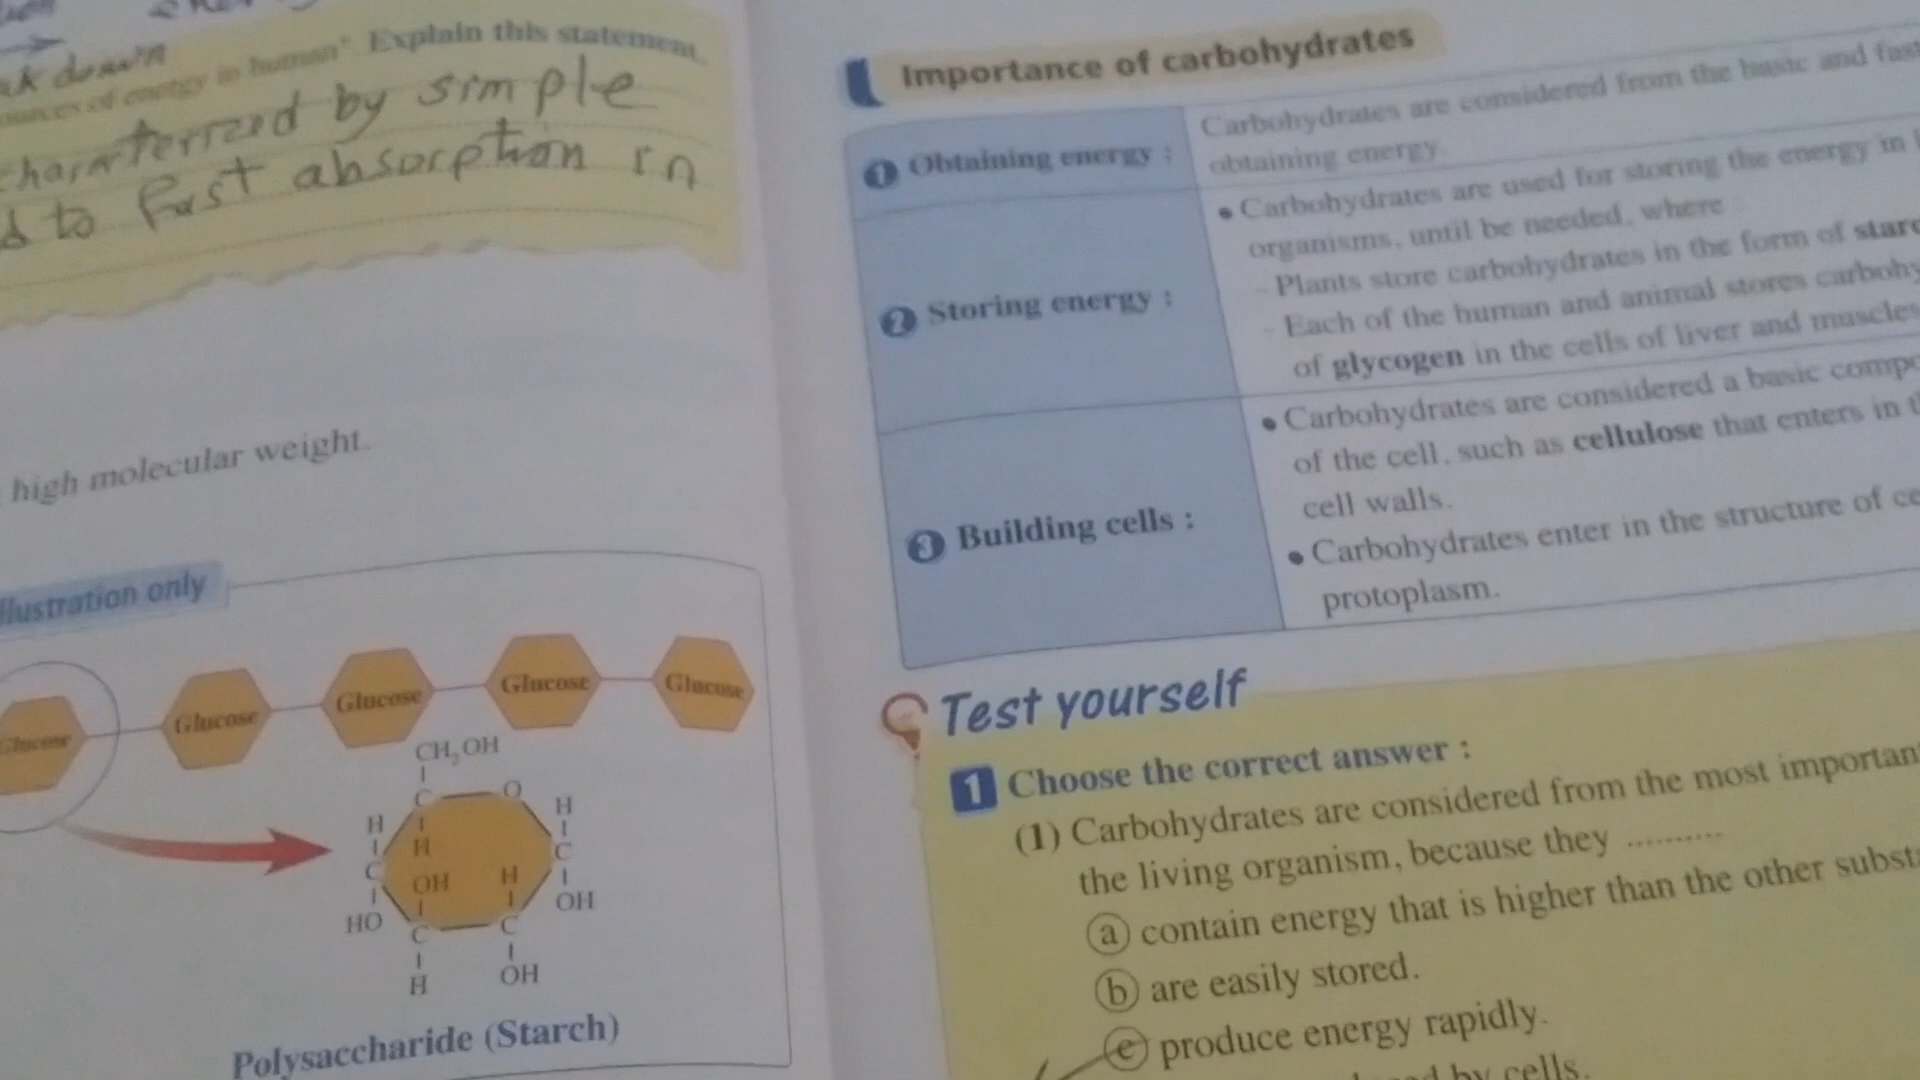 ak down
sources of energy in human" Explain this statement.
charaterrized by simple
d to fast absorption in
high molecular weight.
llustration only
Glucose
Glucose
Glucose
Glucose
Glucose
CH2OH
C
O
H
H
C
H
C
OH
H
OH
HO
C
C
H
OH
Polysaccharide (Starch)
Importance of carbohydrates
1 Obtaining energy :
Carbohydrates are considered from the basic and fast
obtaining energy.
2 Storing energy :
• Carbohydrates are used for storing the energy in
organisms, until be needed, where :
- Plants store carbohydrates in the form of starc
- Each of the human and animal stores carbohy
of glycogen in the cells of liver and muscles
3 Building cells :
• Carbohydrates are considered a basic compo
of the cell, such as cellulose that enters in t
cell walls.
• Carbohydrates enter in the structure of ce
protoplasm.
Test yourself
1 Choose the correct answer :
(1) Carbohydrates are considered from the most importan
the living organism, because they ..........
a contain energy that is higher than the other subst
b are easily stored.
c produce energy rapidly.
by cells.